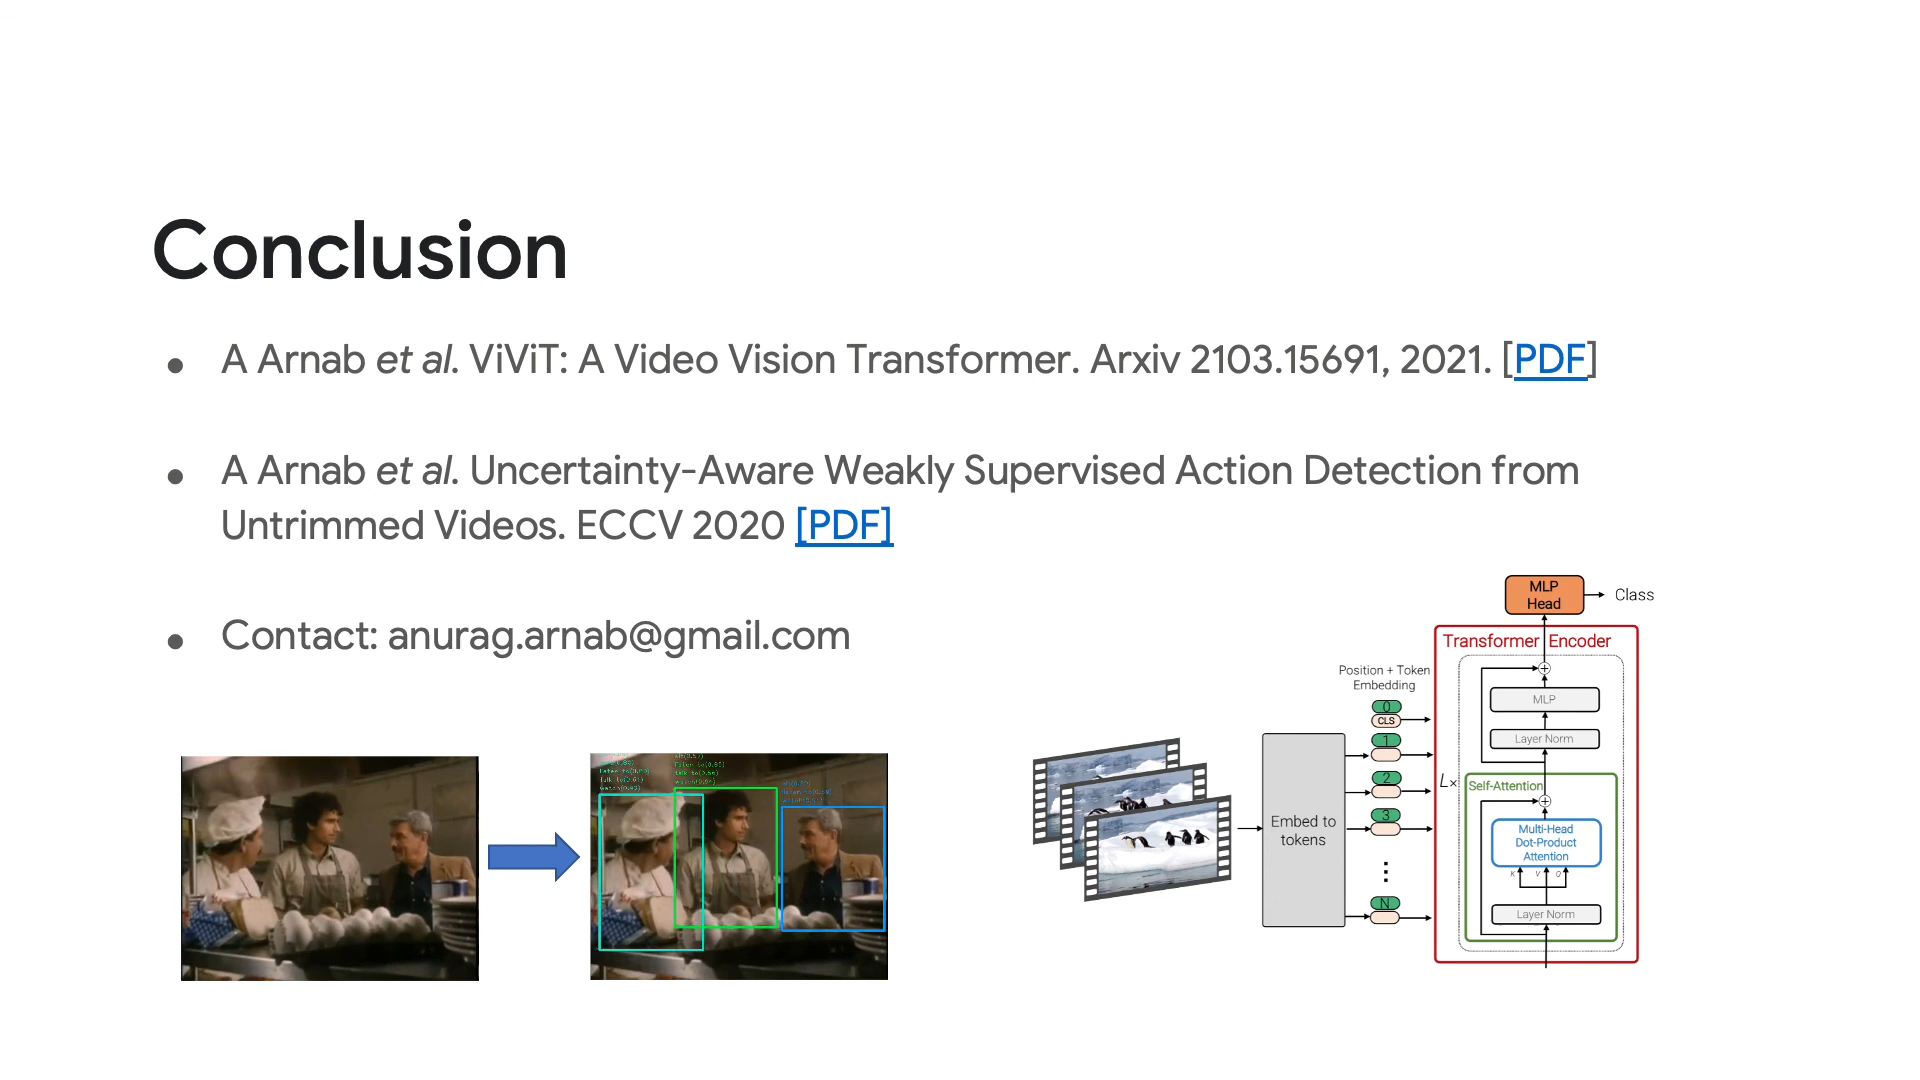 Conclusion
● A Arnab et al. ViViT: A Video Vision Transformer. Arxiv 2103.15691, 2021. [PDF]
● A Arnab et al. Uncertainty-Aware Weakly Supervised Action Detection from
Untrimmed Videos. ECCV 2020 [PDF]
● Contact: anurag.arnab@gmail.com
MLP
Head
Class
Transformer Encoder
Position + Token
Embedding
0
CLS
1
2
3
N
Embed to
tokens
L×
MLP
Layer Norm
Self-Attention
Multi-Head
Dot-Product
Attention
K V Q
Layer Norm